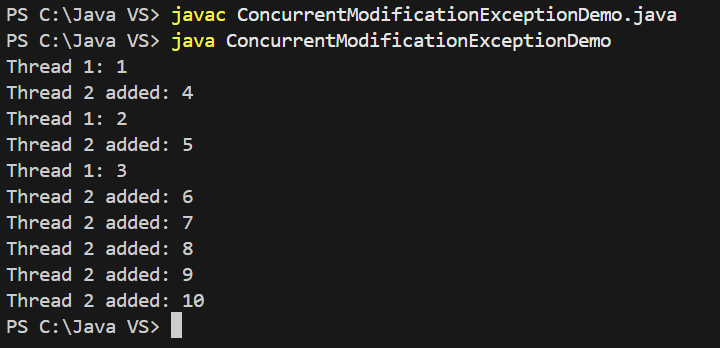 PS C:\Java VS> javac ConcurrentModificationExceptionDemo.java
PS C:\Java VS> java ConcurrentModificationExceptionDemo
Thread 1: 1
Thread 2 added: 4
Thread 1: 2
Thread 2 added: 5
Thread 1: 3
Thread 2 added: 6
Thread 2 added: 7
Thread 2 added: 8
Thread 2 added: 9
Thread 2 added: 10
PS C:\Java VS>